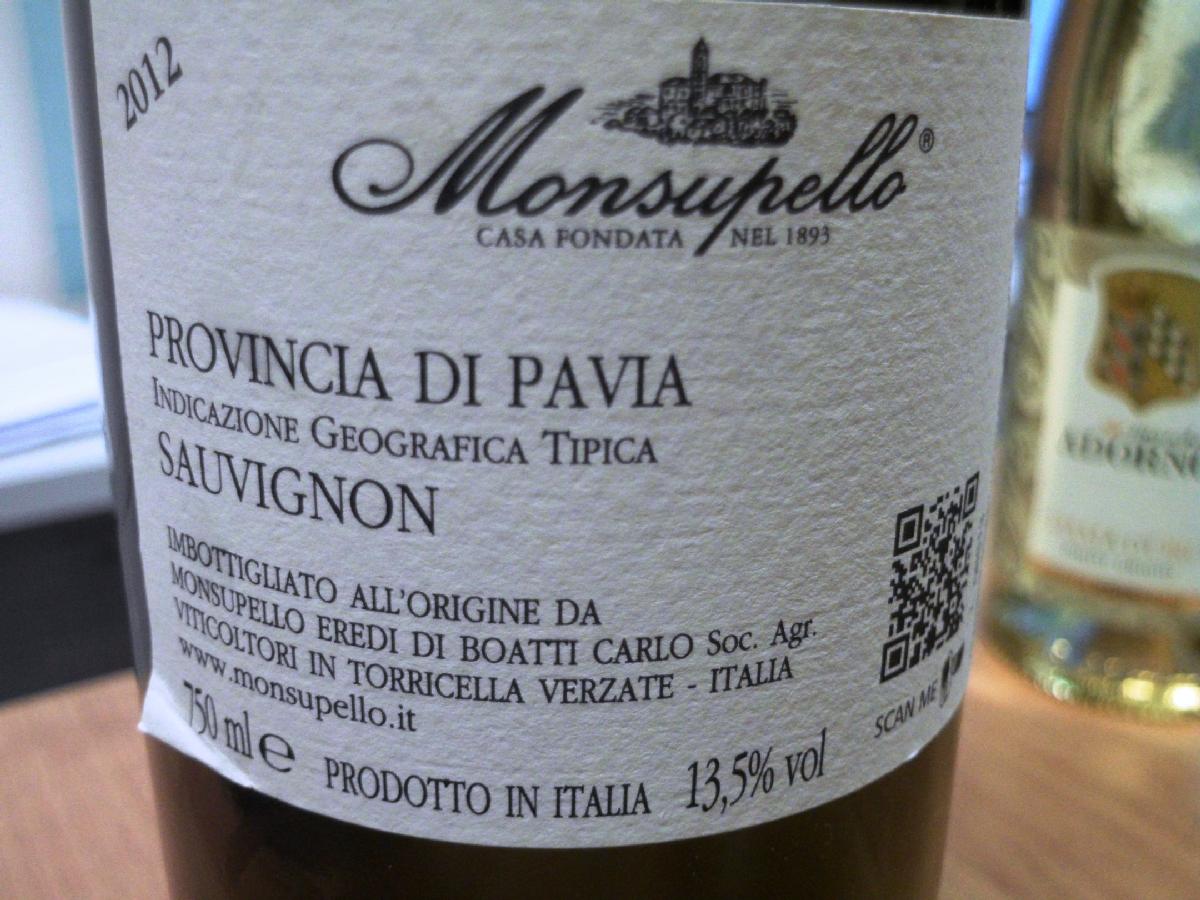 2012
Monsupello®
CASA FONDATA NEL 1893
PROVINCIA DI PAVIA
INDICAZIONE GEOGRAFICA TIPICA
SAUVIGNON
IMBOTTIGLIATO ALL'ORIGINE DA
MONSUPELLO EREDI DI BOATTI CARLO Soc. Agr.
VITICOLTORI IN TORRICELLA VERZATE - ITALIA
www.monsupello.it
750 ml e PRODOTTO IN ITALIA 13,5% vol
SCAN ME
ADORNO